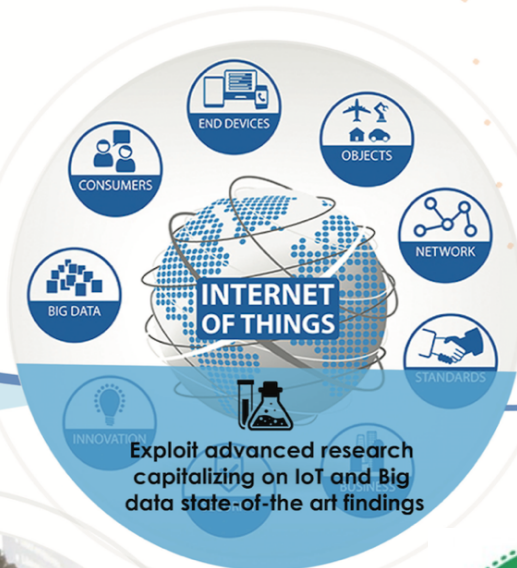 END DEVICES
OBJECTS
CONSUMERS
NETWORK
BIG DATA
INTERNET
OF THINGS
STANDARDS
INNOVATION
BUSINESS
Exploit advanced research
capitalizing on IoT and Big
data state-of-the art findings